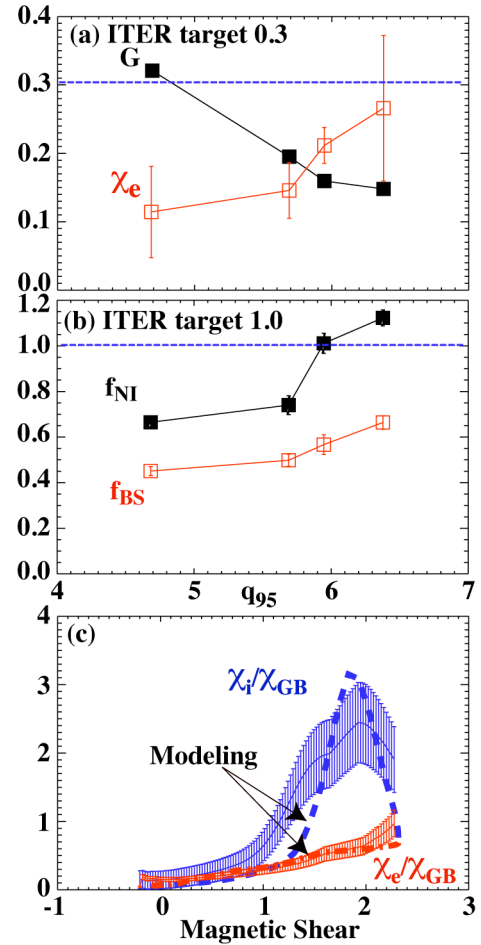 0.4
(a) ITER target 0.3
G
0.3
0.2
χe
0.1
0.0
1.2
(b) ITER target 1.0
1.0
0.8
fNI
0.6
0.4
fBS
0.2
0.0
4 5 6 7
q95
4
(c)
3
χi/χGB
2
Modeling
1
χe/χGB
0
-1 0 1 2 3
Magnetic Shear